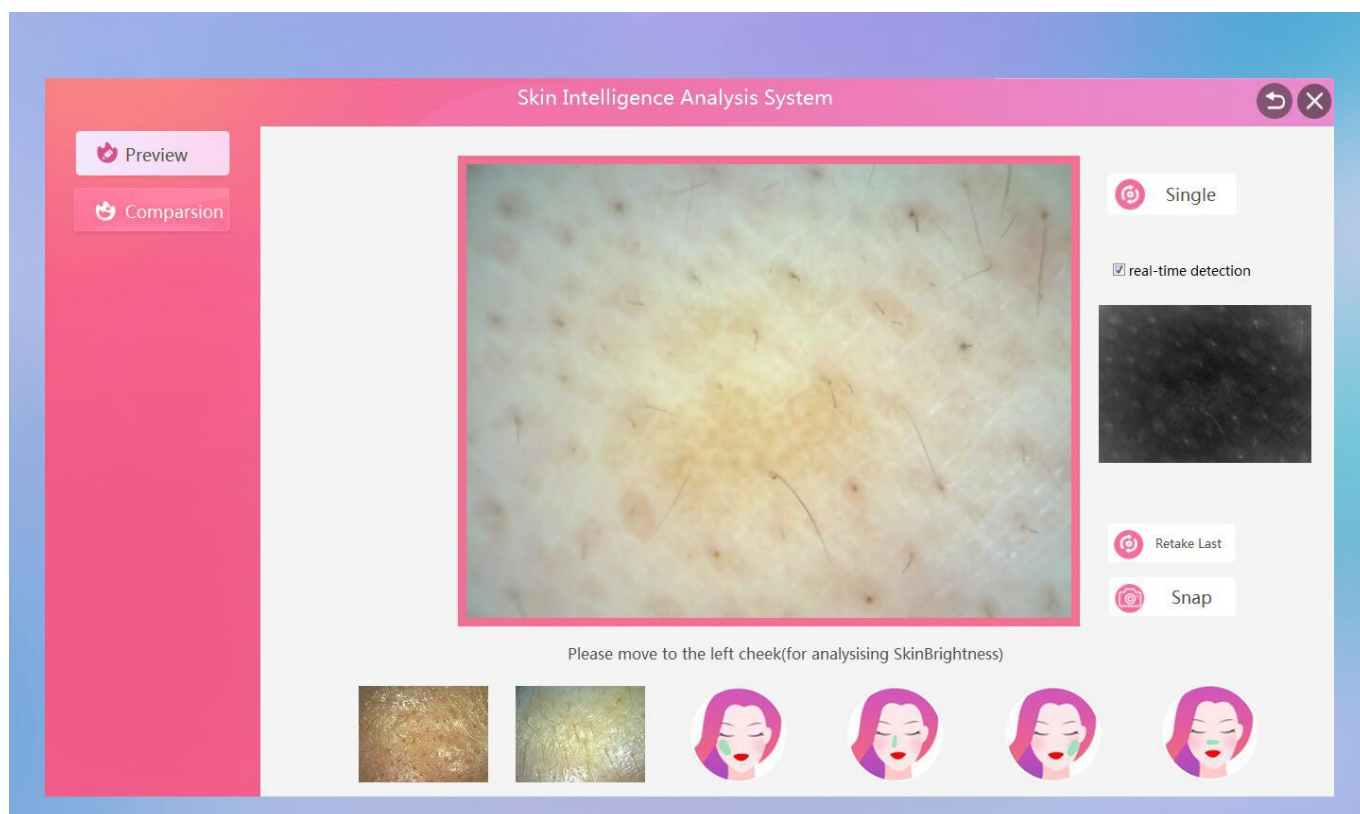 Skin Intelligence Analysis System
Preview
Comparsion
Single
real-time detection
Retake Last
Snap
Please move to the left cheek(for analysising SkinBrightness)